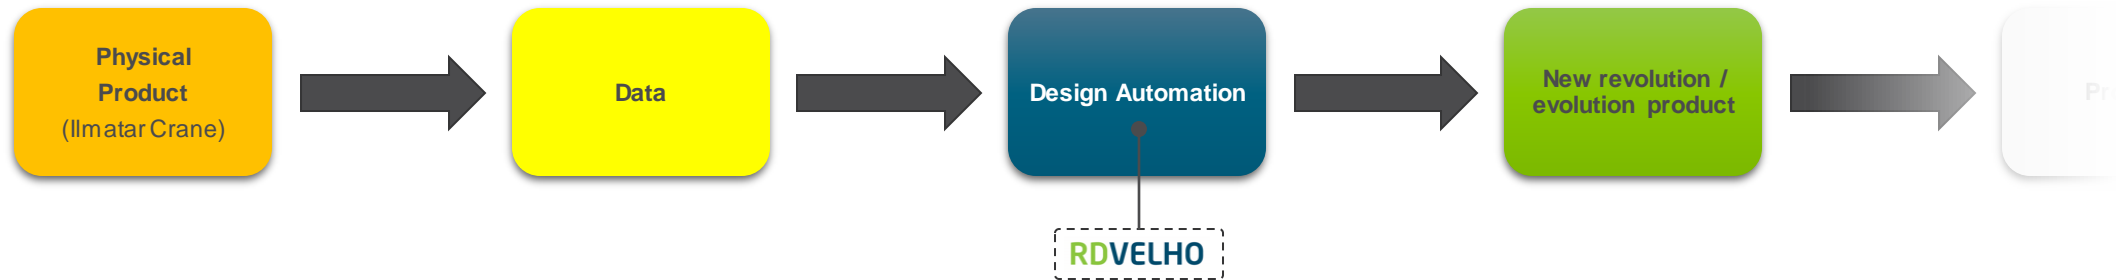 Physical
Product
(Ilmatar Crane)
Data
Design Automation
New revolution /
evolution product
RDVELHO